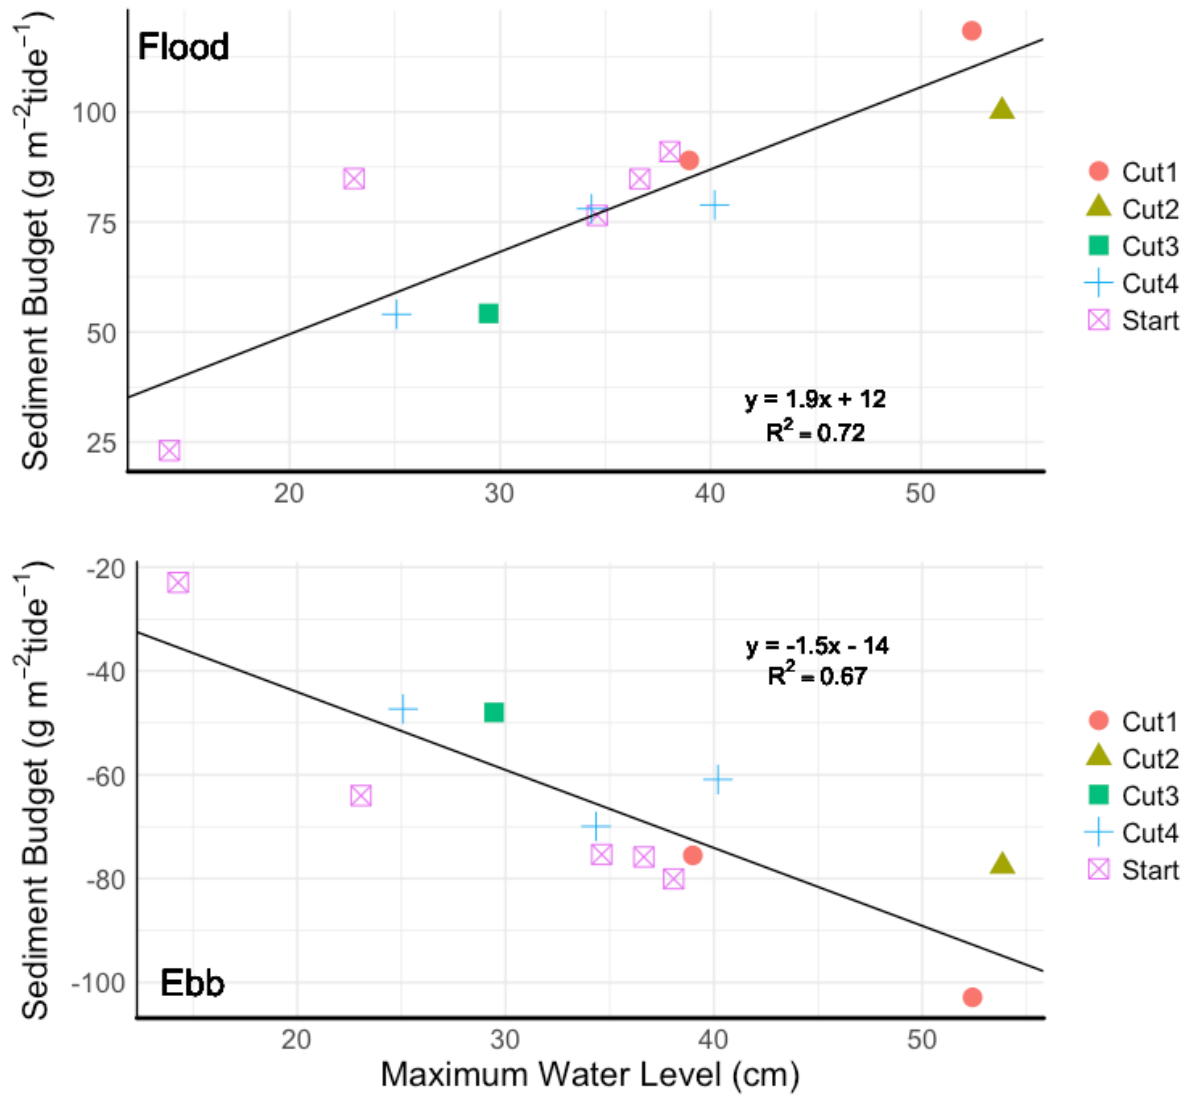 Flood
Sediment Budget (g m⁻²tide⁻¹)
100
75
50
25
y = 1.9x + 12
R² = 0.72
20 30 40 50
Cut1
Cut2
Cut3
Cut4
Start
Ebb
Sediment Budget (g m⁻²tide⁻¹)
-20
-40
-60
-80
-100
y = -1.5x - 14
R² = 0.67
20 30 40 50
Maximum Water Level (cm)
Cut1
Cut2
Cut3
Cut4
Start